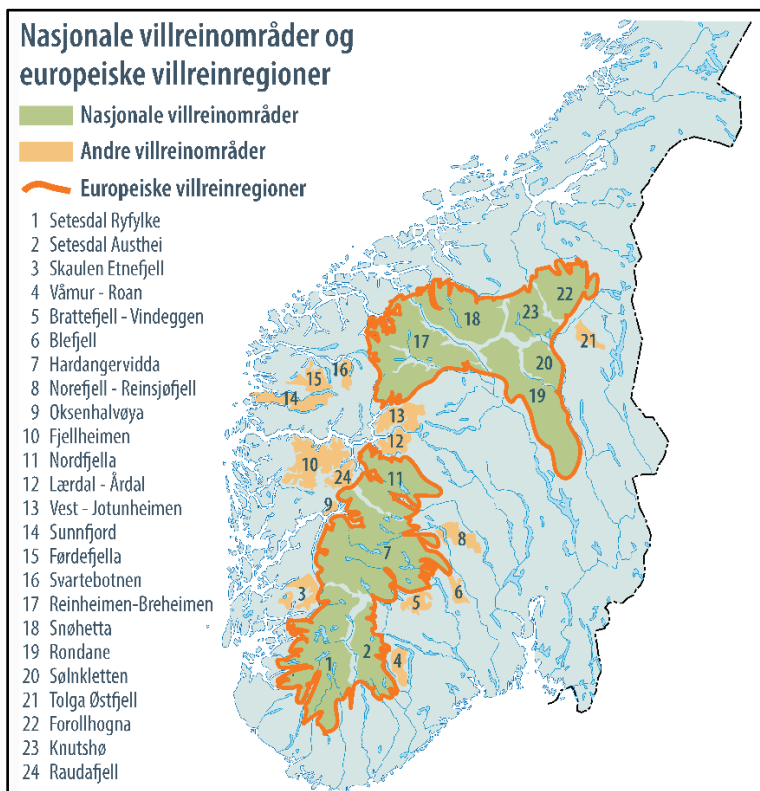 Nasjonale villreinområder og
europeiske villreinregioner
Nasjonale villreinområder
Andre villreinområder
Europeiske villreinregioner
1 Setesdal Ryfylke
2 Setesdal Austhei
3 Skaulen Etnefjell
4 Våmur - Roan
5 Brattefjell - Vindeggen
6 Blefjell
7 Hardangervidda
8 Norefjell - Reinsjøfjell
9 Oksenhalvøya
10 Fjellheimen
11 Nordfjella
12 Lærdal - Årdal
13 Vest - Jotunheimen
14 Sunnfjord
15 Førdefjella
16 Svartebotnen
17 Reinheimen-Breheimen
18 Snøhetta
19 Rondane
20 Sølnkletten
21 Tolga Østfjell
22 Forollhogna
23 Knutshø
24 Raudafjell
22
23
18
21
17
20
16
15
19
14
13
12
10
24
11
9
8
7
6
3
5
4
2
1